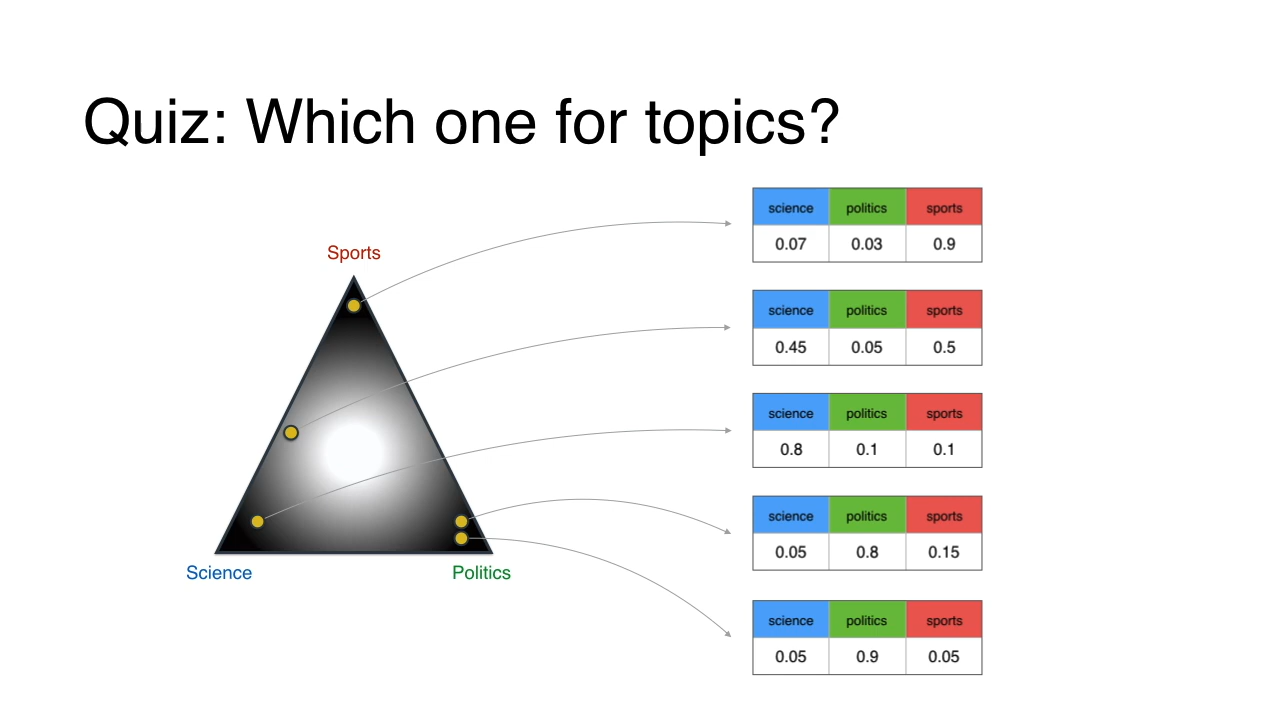 Quiz: Which one for topics?
Sports
Science
Politics
science politics sports
0.07 0.03 0.9
science politics sports
0.45 0.05 0.5
science politics sports
0.8 0.1 0.1
science politics sports
0.05 0.8 0.15
science politics sports
0.05 0.9 0.05